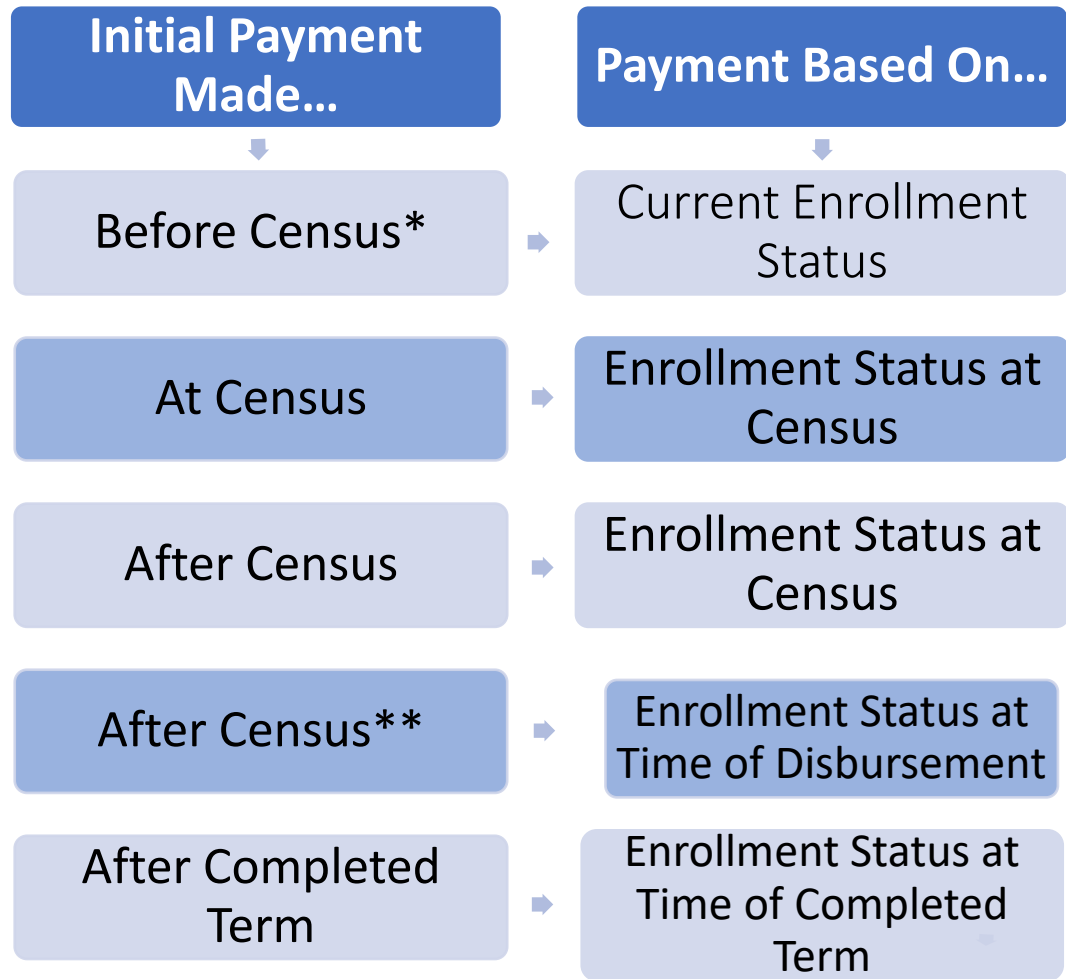 Initial Payment
Made…
Payment Based On…
Before Census*
Current Enrollment
Status
At Census
Enrollment Status at
Census
After Census
Enrollment Status at
Census
After Census**
Enrollment Status at
Time of Disbursement
After Completed
Term
Enrollment Status at
Time of Completed
Term